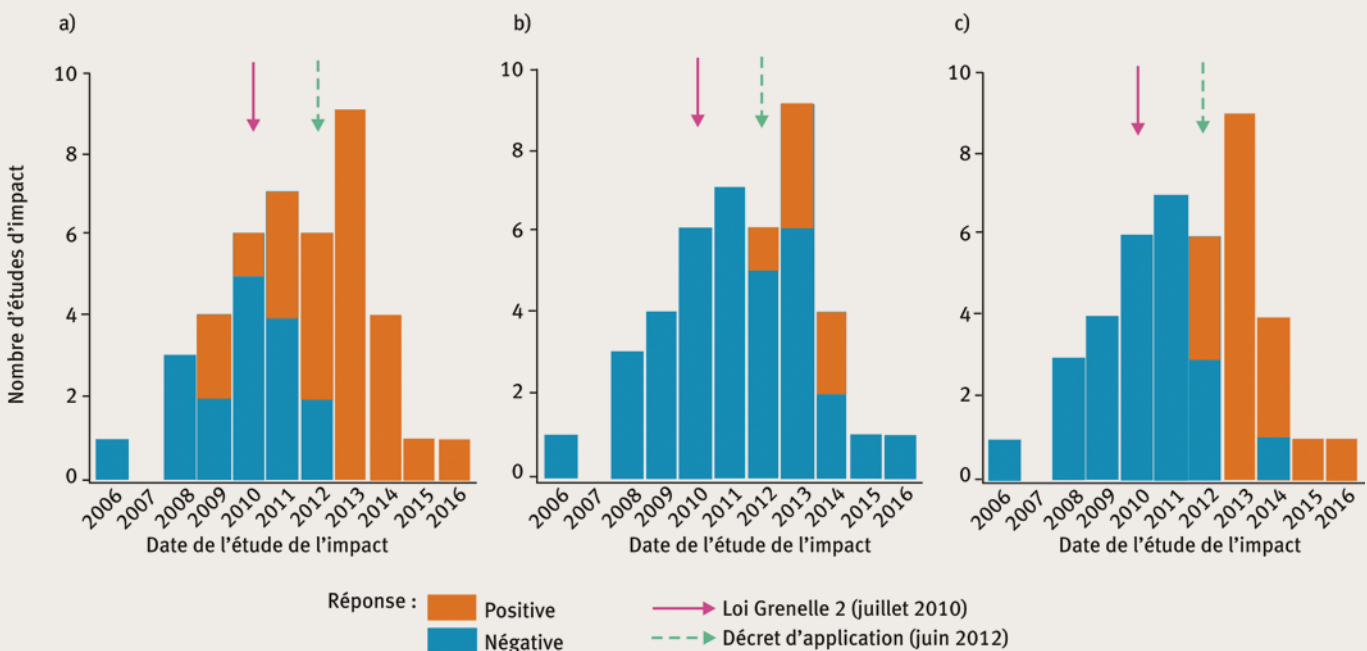 a)
10
8
6
4
2
0
Nombre d'études d'impact
2006 2007 2008 2009 2010 2011 2012 2013 2014 2015 2016
Date de l'étude de l'impact
b)
10
8
6
4
2
0
2006 2007 2008 2009 2010 2011 2012 2013 2014 2015 2016
Date de l'étude de l'impact
c)
10
8
6
4
2
0
2006 2007 2008 2009 2010 2011 2012 2013 2014 2015 2016
Date de l'étude de l'impact
Réponse :
Positive
Négative
Loi Grenelle 2 (juillet 2010)
Décret d'application (juin 2012)